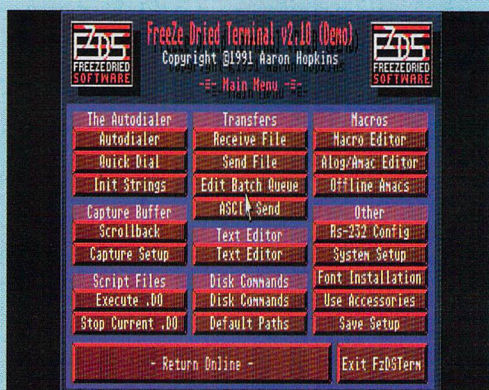 FZDS
FREEZE DRIED
SOFTWARE
FreeZe Dried Terminal v2.10 (Demo)
Copyright ©1991 Aaron Hopkins
-=- Main Menu -=-
FZDS
FREEZE DRIED
SOFTWARE
The Autodialer
Autodialer
Quick Dial
Init Strings
Capture Buffer
Scrollback
Capture Setup
Script Files
Execute .DO
Stop Current .DO
Transfers
Receive File
Send File
Edit Batch Queue
ASCII Send
Text Editor
Text Editor
Disk Commands
Disk Commands
Default Paths
Macros
Macro Editor
Alog/Amac Editor
Offline Amacs
Other
Rs-232 Config
System Setup
Font Installation
Use Accessories
Save Setup
- Return Online -
Exit FzDSTerm